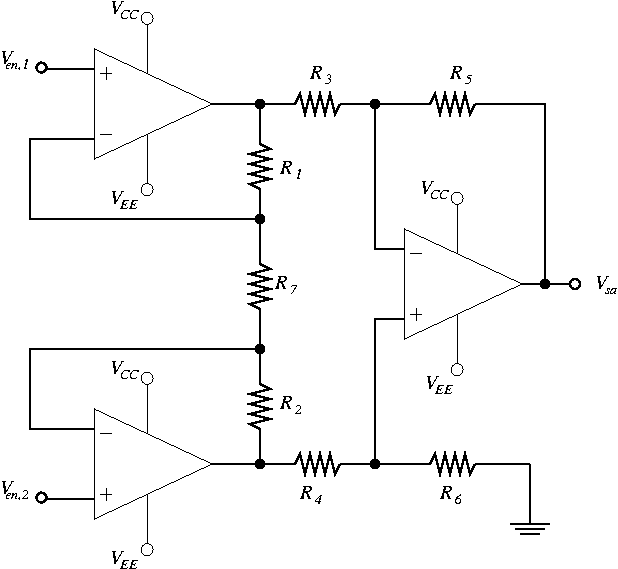 V_CC
V_en,1
+
−
R_3
R_5
V_EE
R_1
V_CC
−
+
R_7
V_sa
V_EE
V_CC
−
R_2
V_en,2
+
R_4
R_6
V_EE